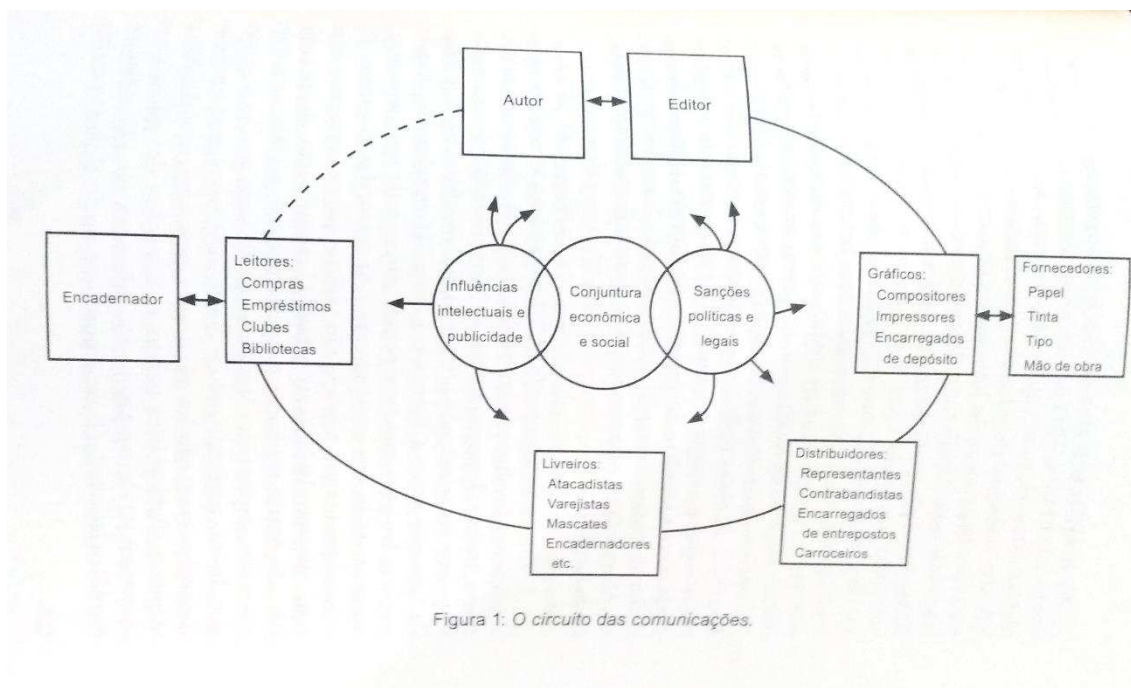 Autor
Editor
Encadernador
Leitores:
Compras
Empréstimos
Clubes
Bibliotecas
Influências
intelectuais e
publicidade
Conjuntura
econômica
e social
Sanções
políticas e
legais
Gráficos:
Compositores
Impressores
Encarregados
de depósito
Fornecedores:
Papel
Tinta
Tipo
Mão de obra
Livreiros:
Atacadistas
Varejistas
Mascates
Encadernadores
etc.
Distribuidores:
Representantes
Contrabandistas
Encarregados
de entrepostos
Carroceiros
Figura 1: O circuito das comunicações.